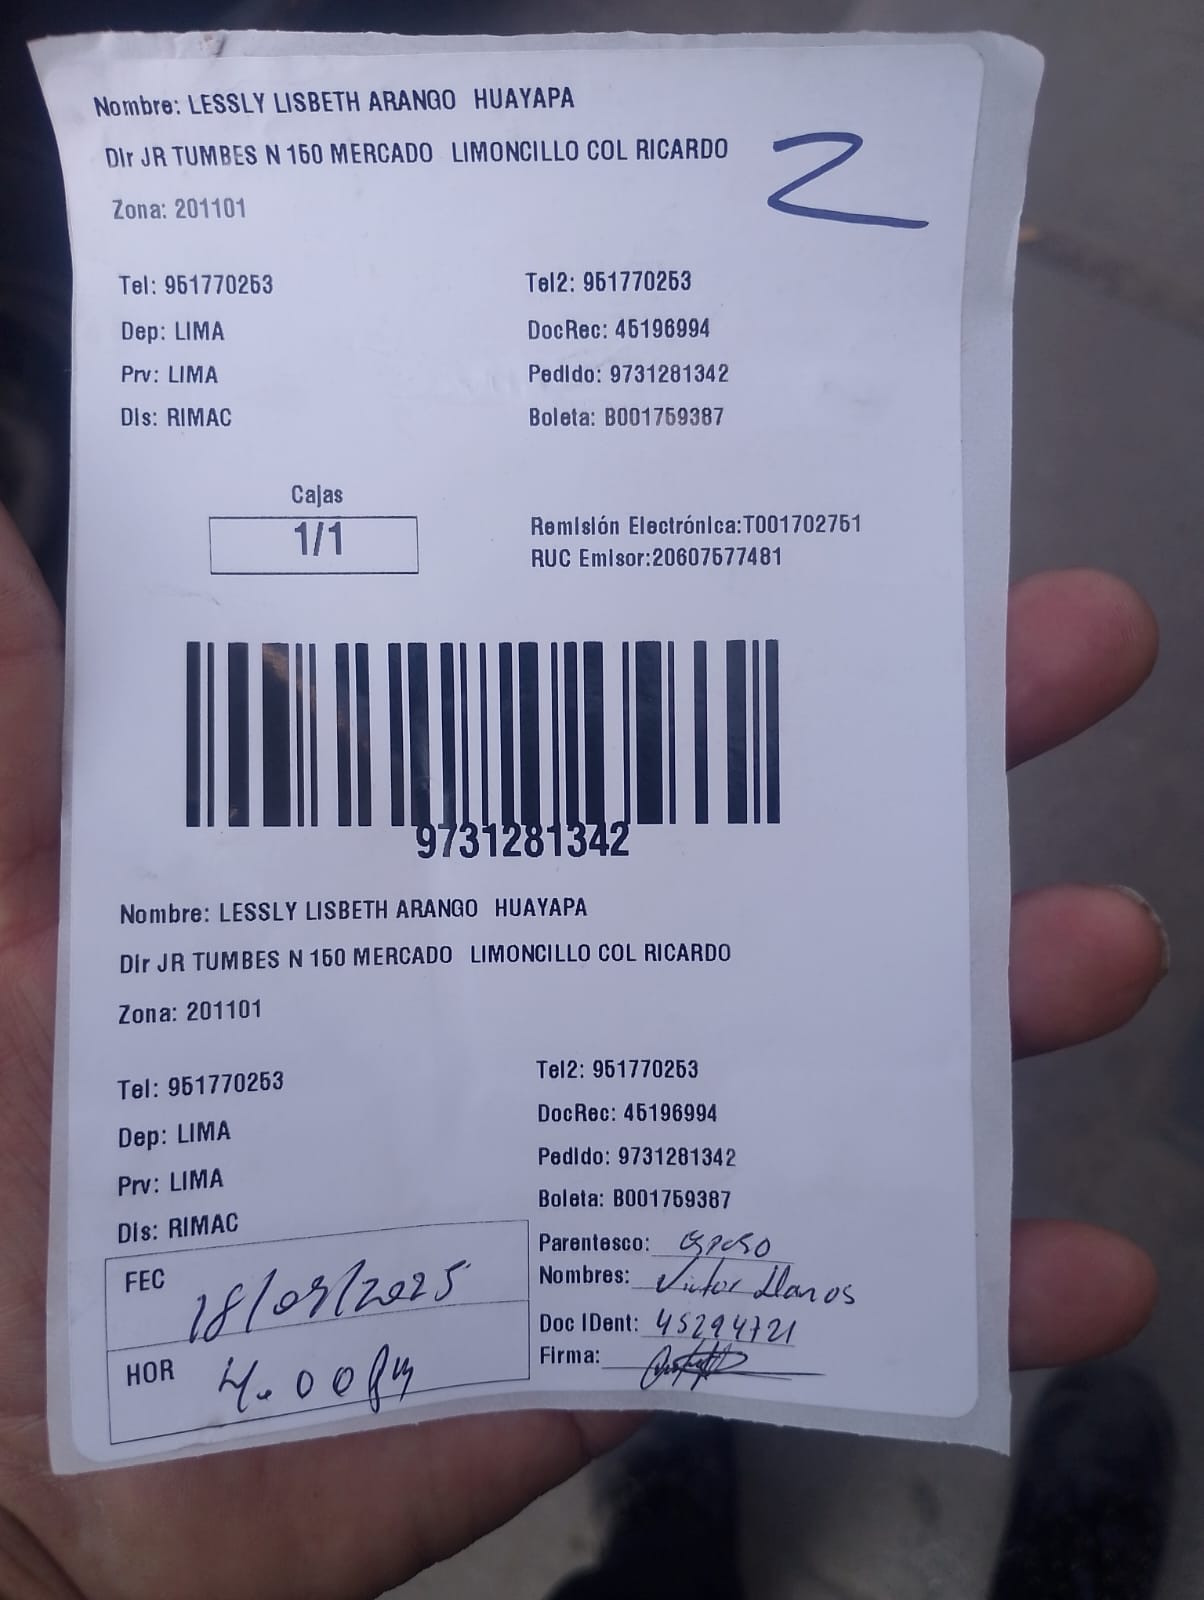 Nombre: LESSLY LISBETH ARANGO HUAYAPA
Dir JR TUMBES N 150 MERCADO LIMONCILLO COL RICARDO
2
Zona: 201101
Tel: 951770253
Tel2: 951770253
Dep: LIMA
DocRec: 45196994
Prv: LIMA
Pedido: 9731281342
Dis: RIMAC
Boleta: B001759387
Cajas
1/1
Remisión Electrónica:T001702751
RUC Emisor:20607577481
9731281342
Nombre: LESSLY LISBETH ARANGO HUAYAPA
Dir JR TUMBES N 150 MERCADO LIMONCILLO COL RICARDO
Zona: 201101
Tel: 951770253
Tel2: 951770253
Dep: LIMA
DocRec: 45196994
Prv: LIMA
Pedido: 9731281342
Dis: RIMAC
Boleta: B001759387
FEC 18/09/2025
HOR 4.00 pm
Parentesco: esposo
Nombres: Victor Llanos
Doc IDent: 45294721
Firma: